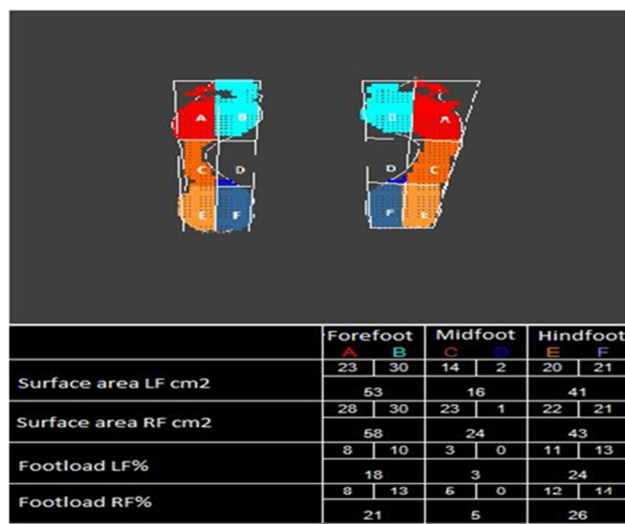 A B B A
C D D C
E F F E
Forefoot Midfoot Hindfoot
A B C D E F
Surface area LF cm2 23 30 14 2 20 21
53 16 41
Surface area RF cm2 28 30 23 1 22 21
58 24 43
Footload LF% 8 10 3 0 11 13
18 3 24
Footload RF% 8 13 5 0 12 14
21 5 26